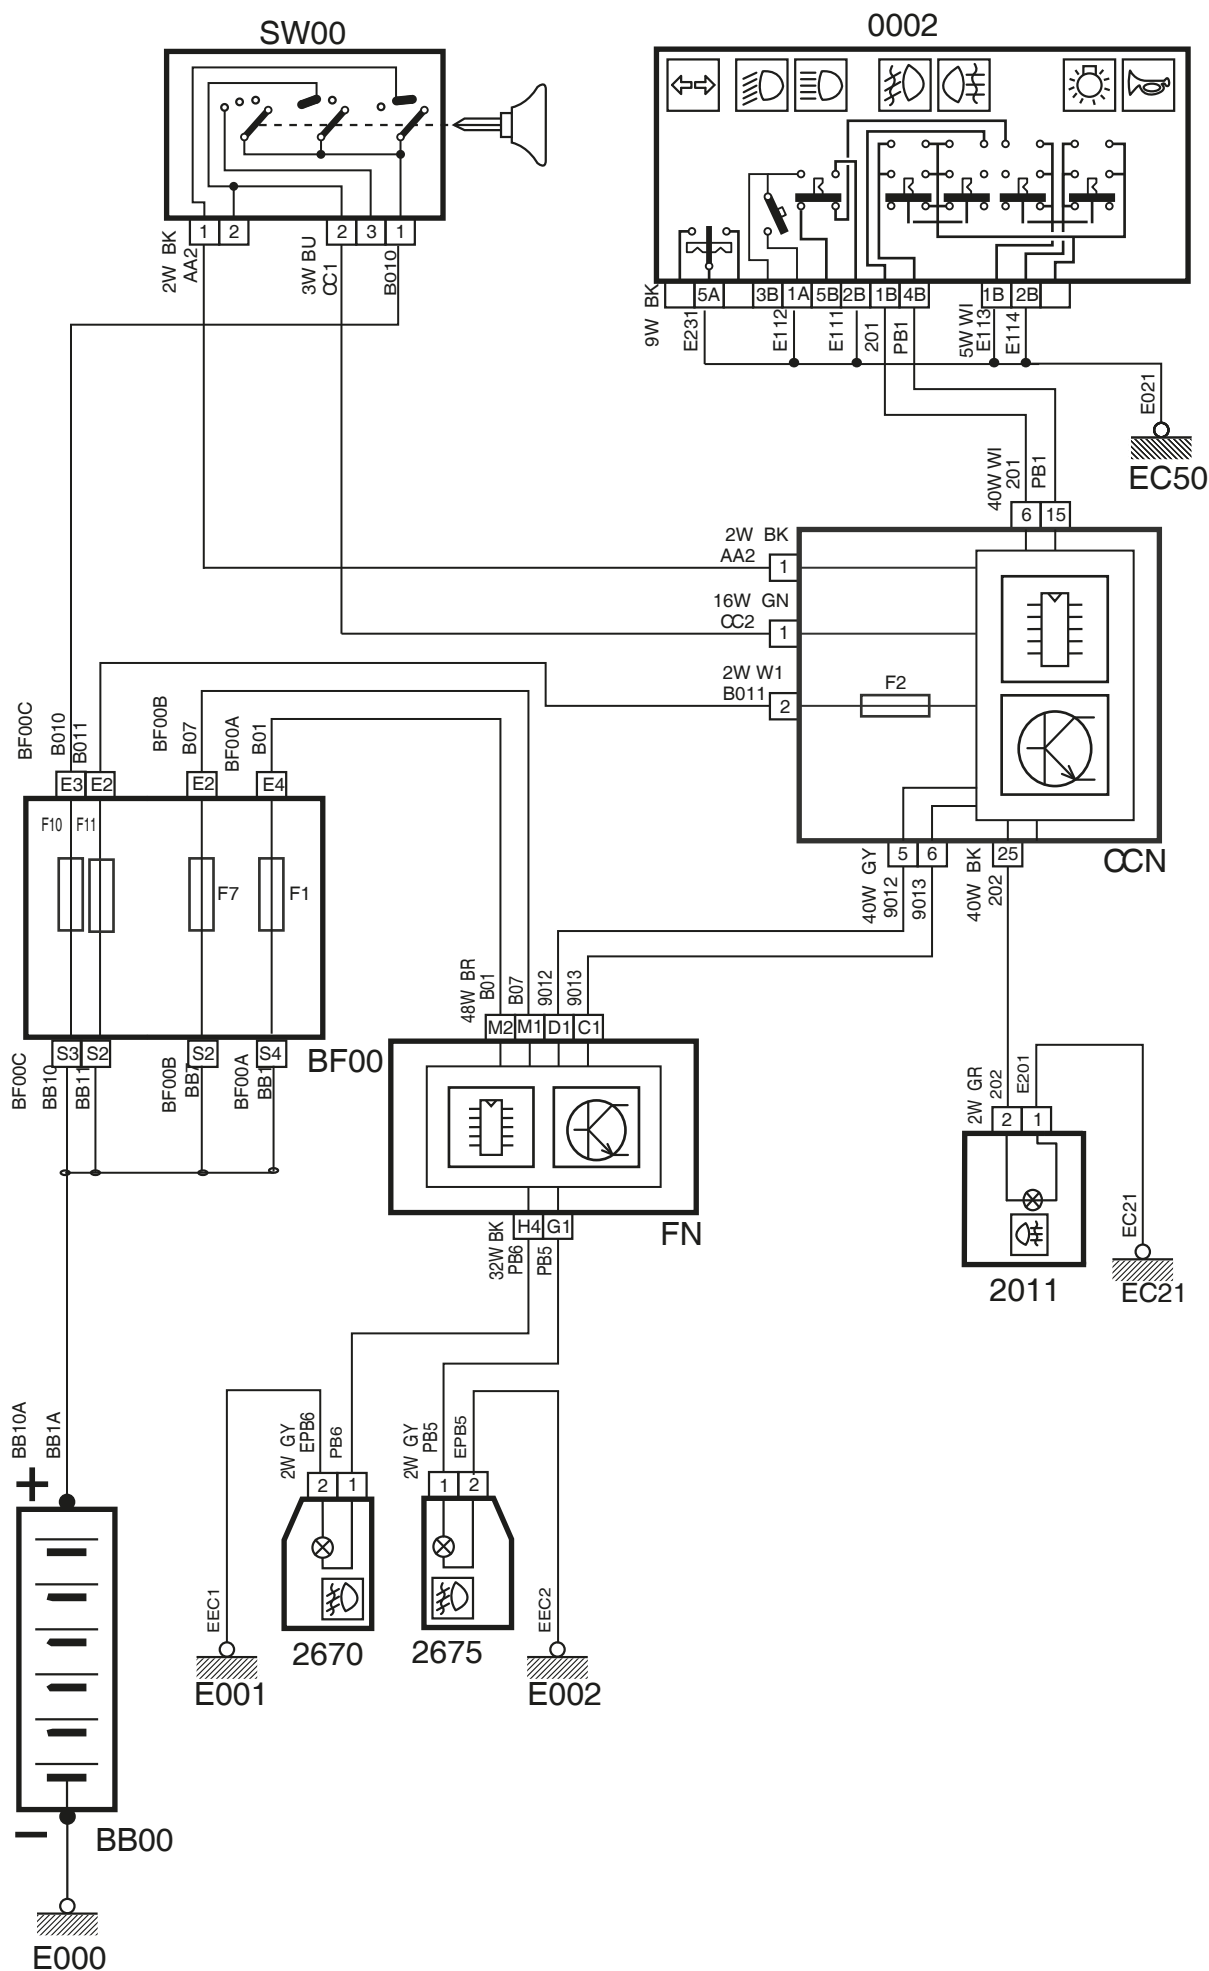 SW00
0002
1
2
2
3
1
2W BK
AA2
3W BU
CC1
B010
5A
3B
1A
5B
2B
1B
4B
1B
2B
9W BK
E231
E112
E111
201
PB1
5W WI
E113
E114
E021
EC50
40W WI
201
PB1
6
15
2W BK
AA2
1
16W GN
CC2
1
2W W1
B011
2
F2
BF00C
B010
B011
BF00B
B07
BF00A
B01
E3
E2
E2
E4
F10
F11
F7
F1
5
6
25
CCN
40W GY
9012
9013
40W BK
202
48W BR
B01
B07
9012
9013
M2
M1
D1
C1
S3
S2
S2
S4
BF00
BF00C
BB10
BB11
BF00B
BB7
BF00A
BB1
2W GR
202
E201
2
1
H4
G1
FN
32W BK
PB6
PB5
EC21
2011
EC21
BB10A
BB1A
2W GY
EPB6
PB6
2W GY
PB5
EPB5
+
2
1
1
2
EEC1
EEC2
2670
2675
E001
E002
–
BB00
E000